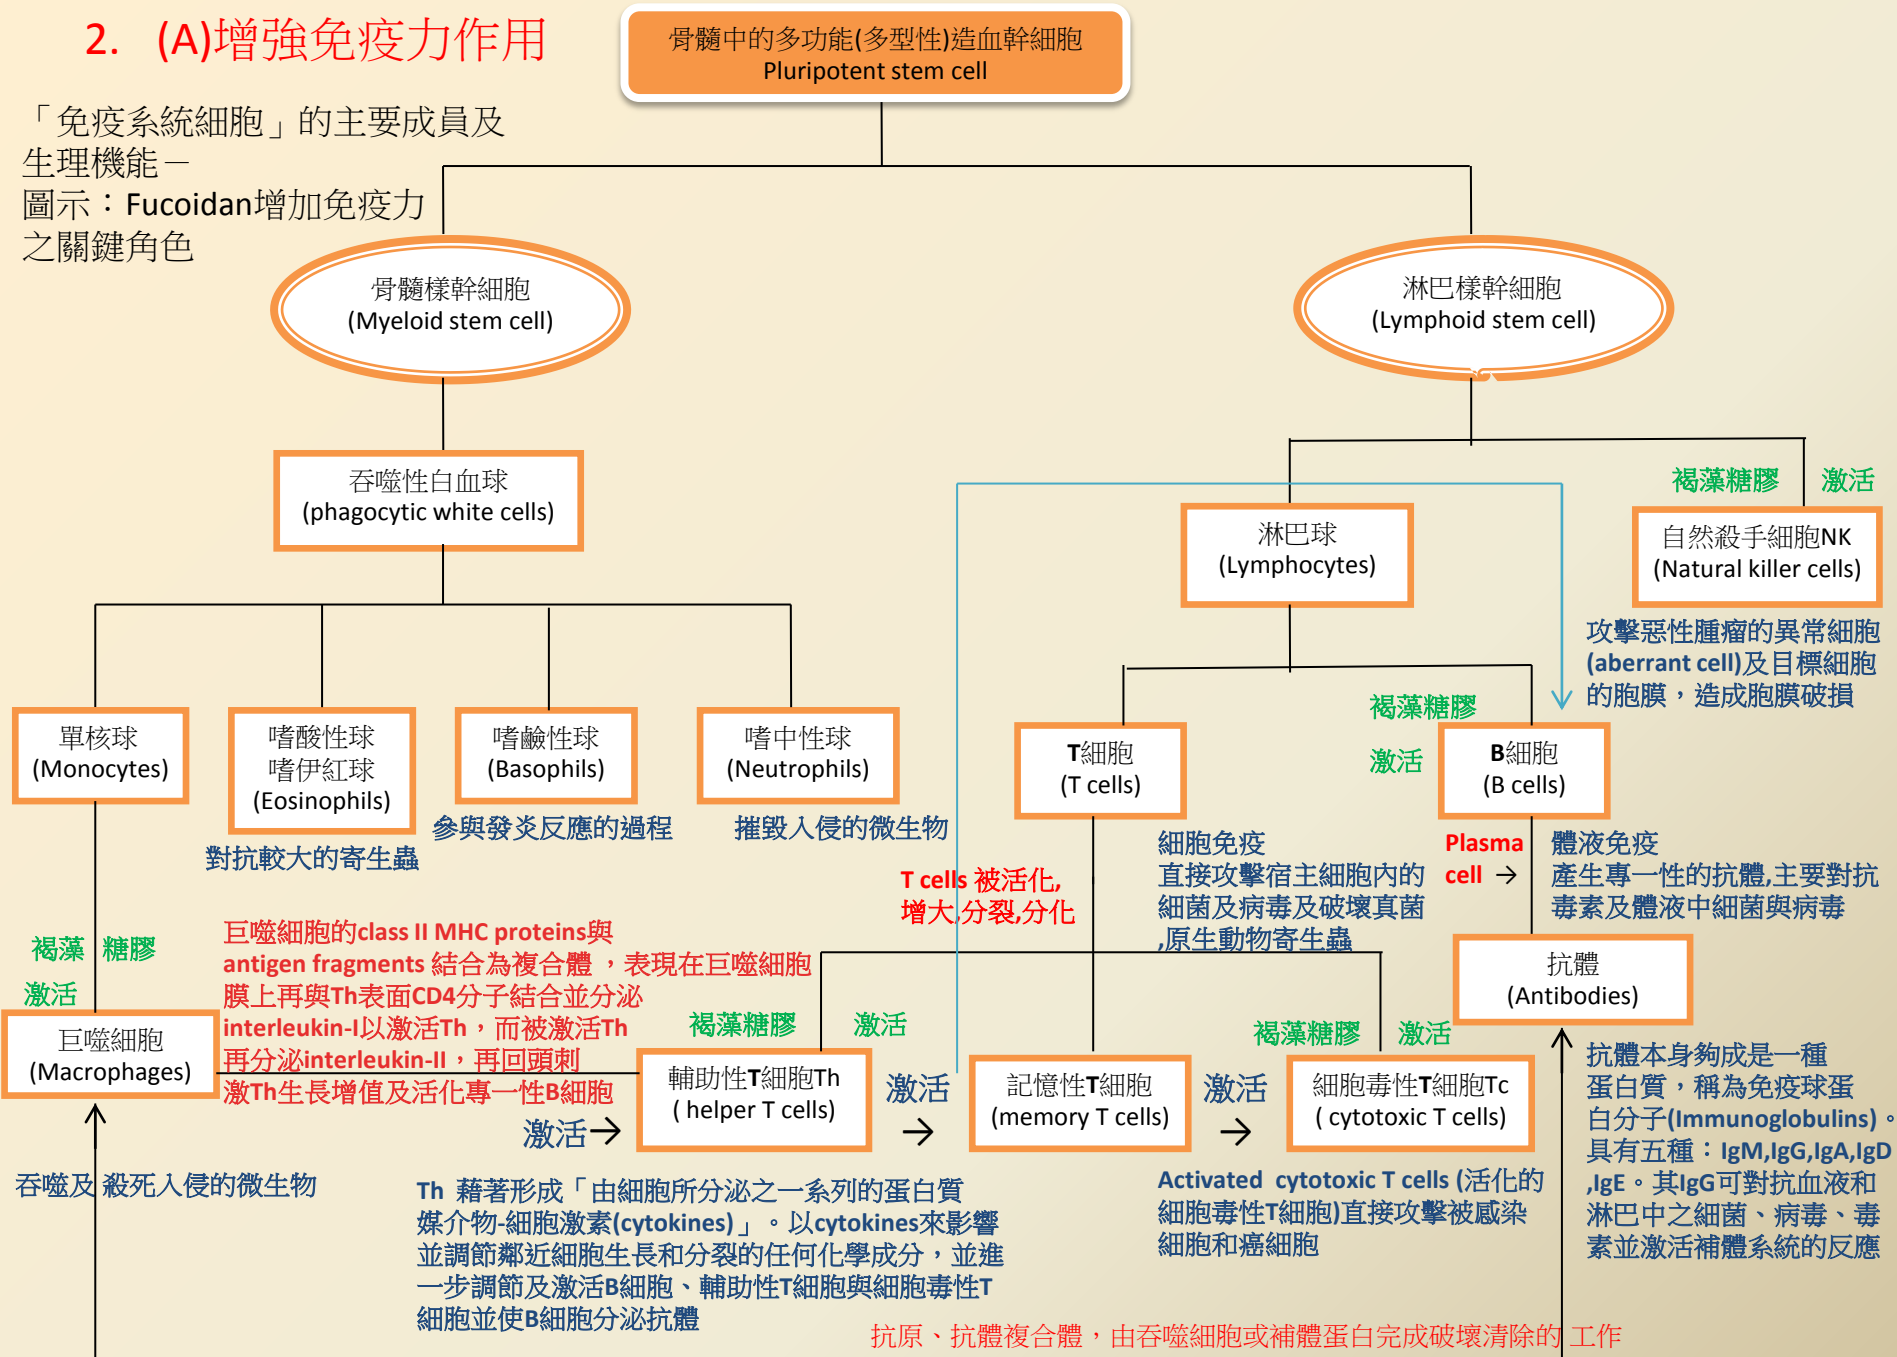 2. (A)增強免疫力作用
骨髓中的多功能(多型性)造血幹細胞
Pluripotent stem cell
「免疫系統細胞」的主要成員及
生理機能－
圖示：Fucoidan增加免疫力
之關鍵角色
骨髓樣幹細胞
(Myeloid stem cell)
淋巴樣幹細胞
(Lymphoid stem cell)
吞噬性白血球
(phagocytic white cells)
淋巴球
(Lymphocytes)
褐藻糖膠 激活
自然殺手細胞NK
(Natural killer cells)
攻擊惡性腫瘤的異常細胞
(aberrant cell)及目標細胞
的胞膜，造成胞膜破損
單核球
(Monocytes)
嗜酸性球
嗜伊紅球
(Eosinophils)
對抗較大的寄生蟲
嗜鹼性球
(Basophils)
參與發炎反應的過程
嗜中性球
(Neutrophils)
摧毀入侵的微生物
T細胞
(T cells)
褐藻糖膠
激活
B細胞
(B cells)
T cells 被活化,
增大,分裂,分化
細胞免疫
直接攻擊宿主細胞內的
細菌及病毒及破壞真菌
,原生動物寄生蟲
Plasma
cell →
體液免疫
產生專一性的抗體,主要對抗
毒素及體液中細菌與病毒
褐藻 糖膠
激活
巨噬細胞
(Macrophages)
吞噬及 殺死入侵的微生物
巨噬細胞的class II MHC proteins與
antigen fragments 結合為複合體 ，表現在巨噬細胞
膜上再與Th表面CD4分子結合並分泌
interleukin-I以激活Th，而被激活Th
再分泌interleukin-II，再回頭刺
激Th生長增值及活化專一性B細胞
激活→
褐藻糖膠 激活
輔助性T細胞Th
( helper T cells)
激活
→
記憶性T細胞
(memory T cells)
激活
→
褐藻糖膠 激活
細胞毒性T細胞Tc
( cytotoxic T cells)
抗體
(Antibodies)
抗體本身夠成是一種
蛋白質，稱為免疫球蛋
白分子(Immunoglobulins)。
具有五種：IgM,IgG,IgA,IgD
,IgE。其IgG可對抗血液和
淋巴中之細菌、病毒、毒
素並激活補體系統的反應
Th 藉著形成「由細胞所分泌之一系列的蛋白質
媒介物-細胞激素(cytokines)」。以cytokines來影響
並調節鄰近細胞生長和分裂的任何化學成分，並進
一步調節及激活B細胞、輔助性T細胞與細胞毒性T
細胞並使B細胞分泌抗體
Activated cytotoxic T cells (活化的
細胞毒性T細胞)直接攻擊被感染
細胞和癌細胞
抗原、抗體複合體，由吞噬細胞或補體蛋白完成破壞清除的 工作